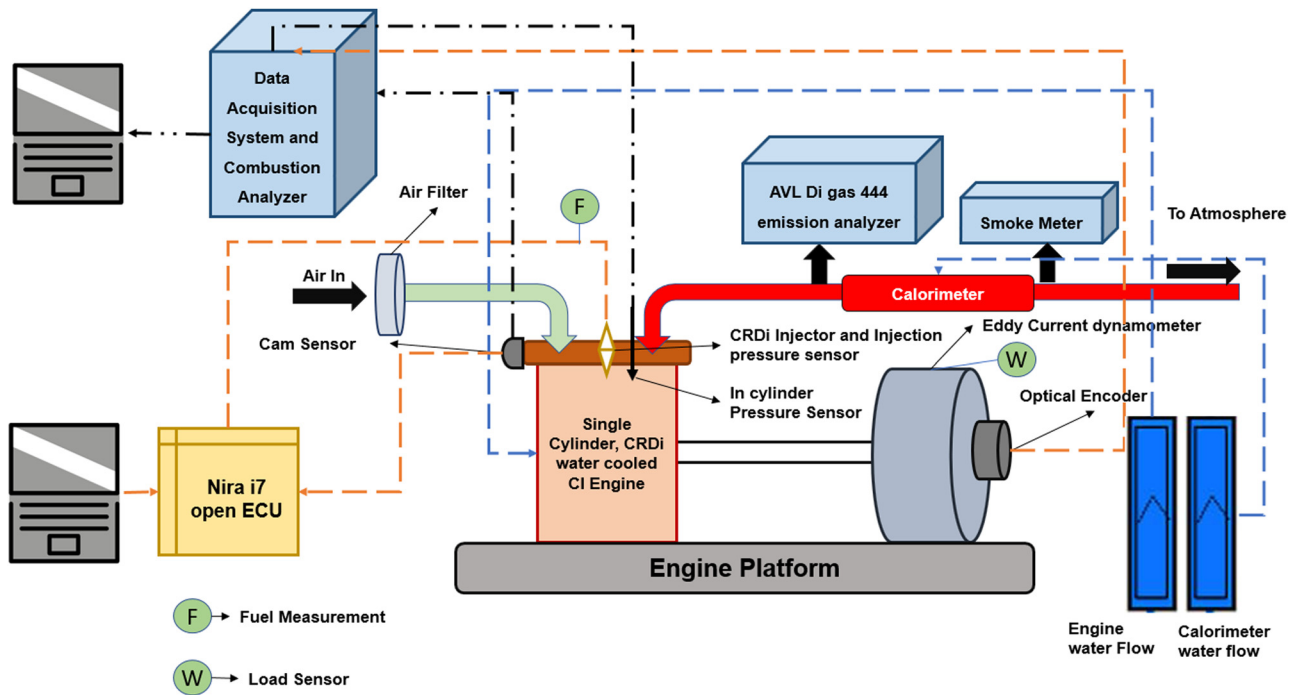 Data
Acquisition
System and
Combustion
Analyzer
Air Filter
F
AVL Di gas 444
emission analyzer
Smoke Meter
To Atmosphere
Air In
Calorimeter
Cam Sensor
CRDi Injector and Injection
pressure sensor
Eddy Current dynamometer
W
In cylinder
Pressure Sensor
Optical Encoder
Single
Cylinder, CRDi
water cooled
CI Engine
Nira i7
open ECU
Engine Platform
F
Fuel Measurement
W
Load Sensor
Engine
water Flow
Calorimeter
water flow